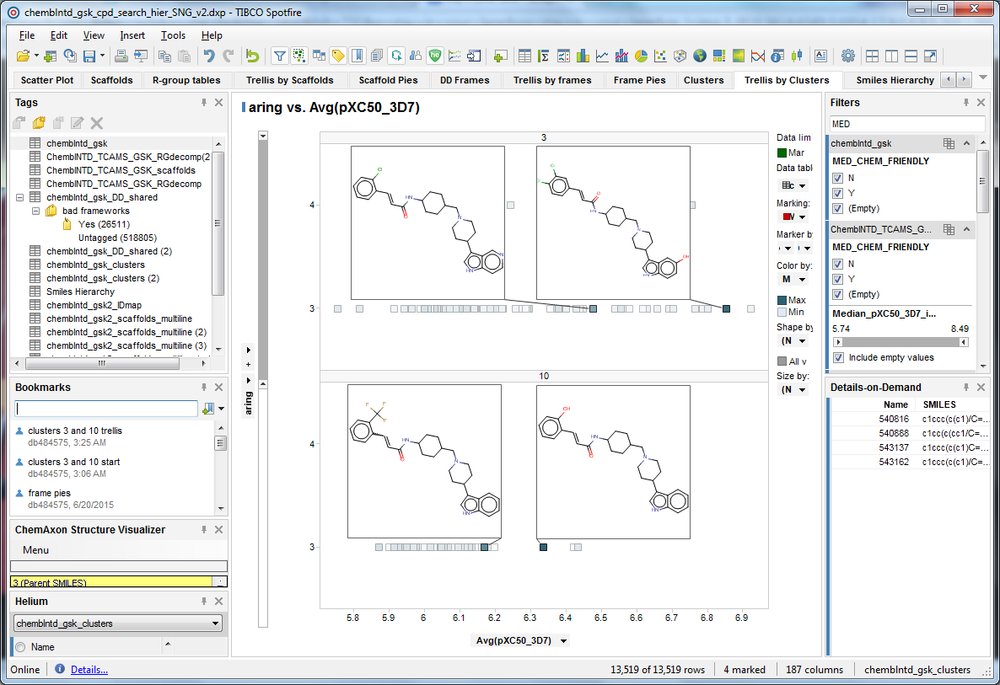 chemblntd_gsk_cpd_search_hier_SNG_v2.dxp - TIBCO Spotfire
File Edit View Insert Tools Help
Scatter Plot Scaffolds R-group tables Trellis by Scaffolds Scaffold Pies DD Frames Trellis by frames Frame Pies Clusters Trellis by Clusters Smiles Hierarchy
Tags
chemblntd_gsk
ChemblNTD_TCAMS_GSK_RGdecomp(2
ChemblNTD_TCAMS_GSK_scaffolds
ChemblNTD_TCAMS_GSK_RGdecomp
chemblntd_gsk_DD_shared
bad frameworks
Yes (26511)
Untagged (518805)
chemblntd_gsk_DD_shared (2)
chemblntd_gsk_clusters
chemblntd_gsk_clusters (2)
Smiles Hierarchy
chemblntd_gsk2_IDmap
chemblntd_gsk2_scaffolds_multiline
chemblntd_gsk2_scaffolds_multiline (2)
chemblntd_gsk2_scaffolds_multiline (3)
Bookmarks
clusters 3 and 10 trellis
db484575, 3:25 AM
clusters 3 and 10 start
db484575, 3:06 AM
frame pies
db484575, 6/20/2015
ChemAxon Structure Visualizer
Menu
3 (Parent SMILES)
Helium
chemblntd_gsk_clusters
Name
aring vs. Avg(pXC50_3D7)
+
aring
3
4
3
Cl
HN
O
N
N
HN
Cl
Cl
O
HN
N
OH
HN
10
4
3
F
F
F
HN
O
N
HN
OH
HN
O
N
HN
5.8 5.9 6 6.1 6.2 6.3 6.4 6.5 6.6 6.7 6.8 6.9
Avg(pXC50_3D7)
Data lim
Mar
Data tabl
c
Marking:
Marker by
Color by:
M
Max
Min
Shape by
(N
All v
Size by:
(N
Filters
MED
chemblntd_gsk
MED_CHEM_FRIENDLY
N
Y
(Empty)
ChemblNTD_TCAMS_G...
MED_CHEM_FRIENDLY
N
Y
(Empty)
Median_pXC50_3D7_i...
5.74 8.49
Include empty values
Details-on-Demand
Name SMILES
540816 c1ccc(c(c1)/C=...
540888 c1cc(c(cc1/C=...
543137 c1ccc(c(c1)C=...
543162 c1ccc(c(c1)/C=...
Online Details... 13,519 of 13,519 rows 4 marked 187 columns chemblntd_gsk_clusters